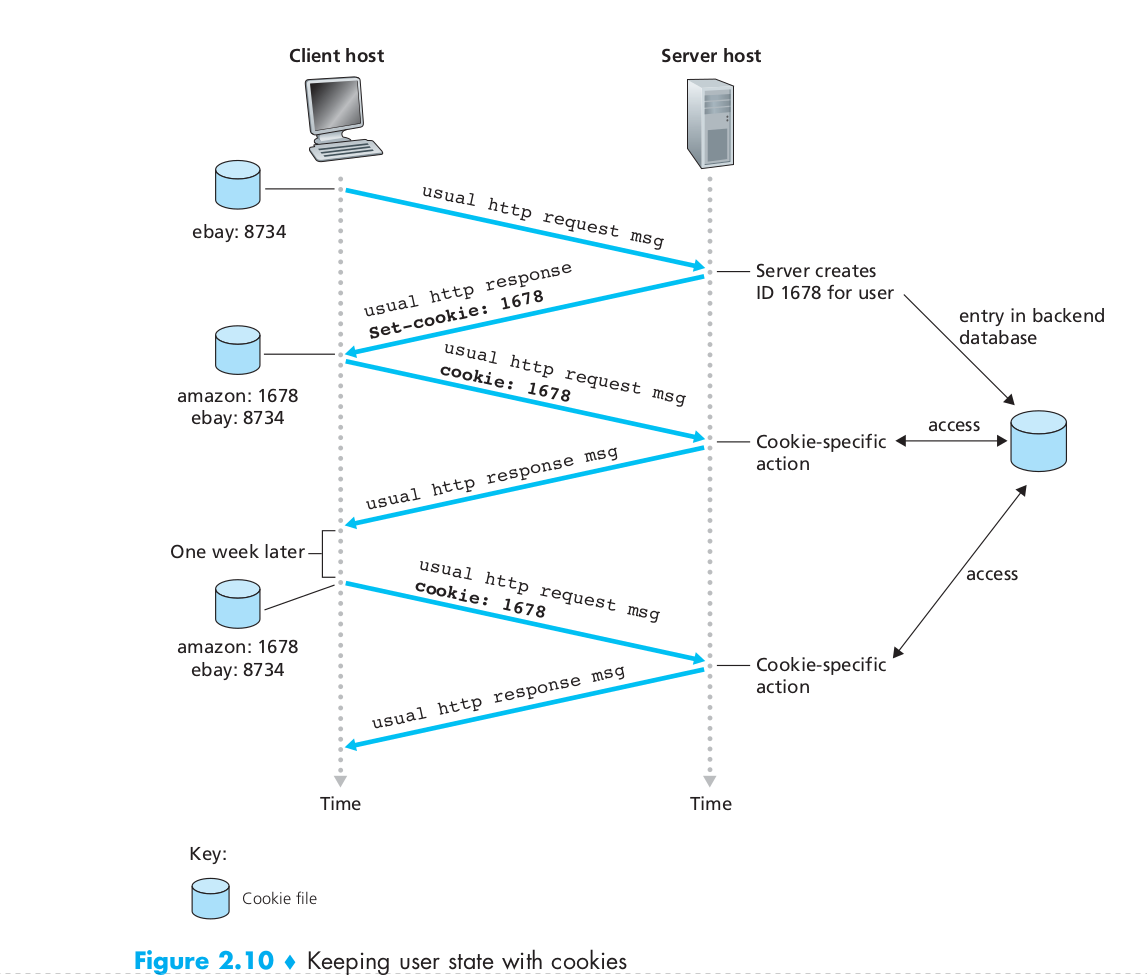 Client host
Server host
usual http request msg
ebay: 8734
Server creates
ID 1678 for user
usual http response
Set-cookie: 1678
entry in backend
database
usual http request msg
cookie: 1678
amazon: 1678
ebay: 8734
access
Cookie-specific
action
usual http response msg
One week later
usual http request msg
cookie: 1678
access
amazon: 1678
ebay: 8734
Cookie-specific
action
usual http response msg
Time
Time
Key:
Cookie file
Figure 2.10 ♦ Keeping user state with cookies